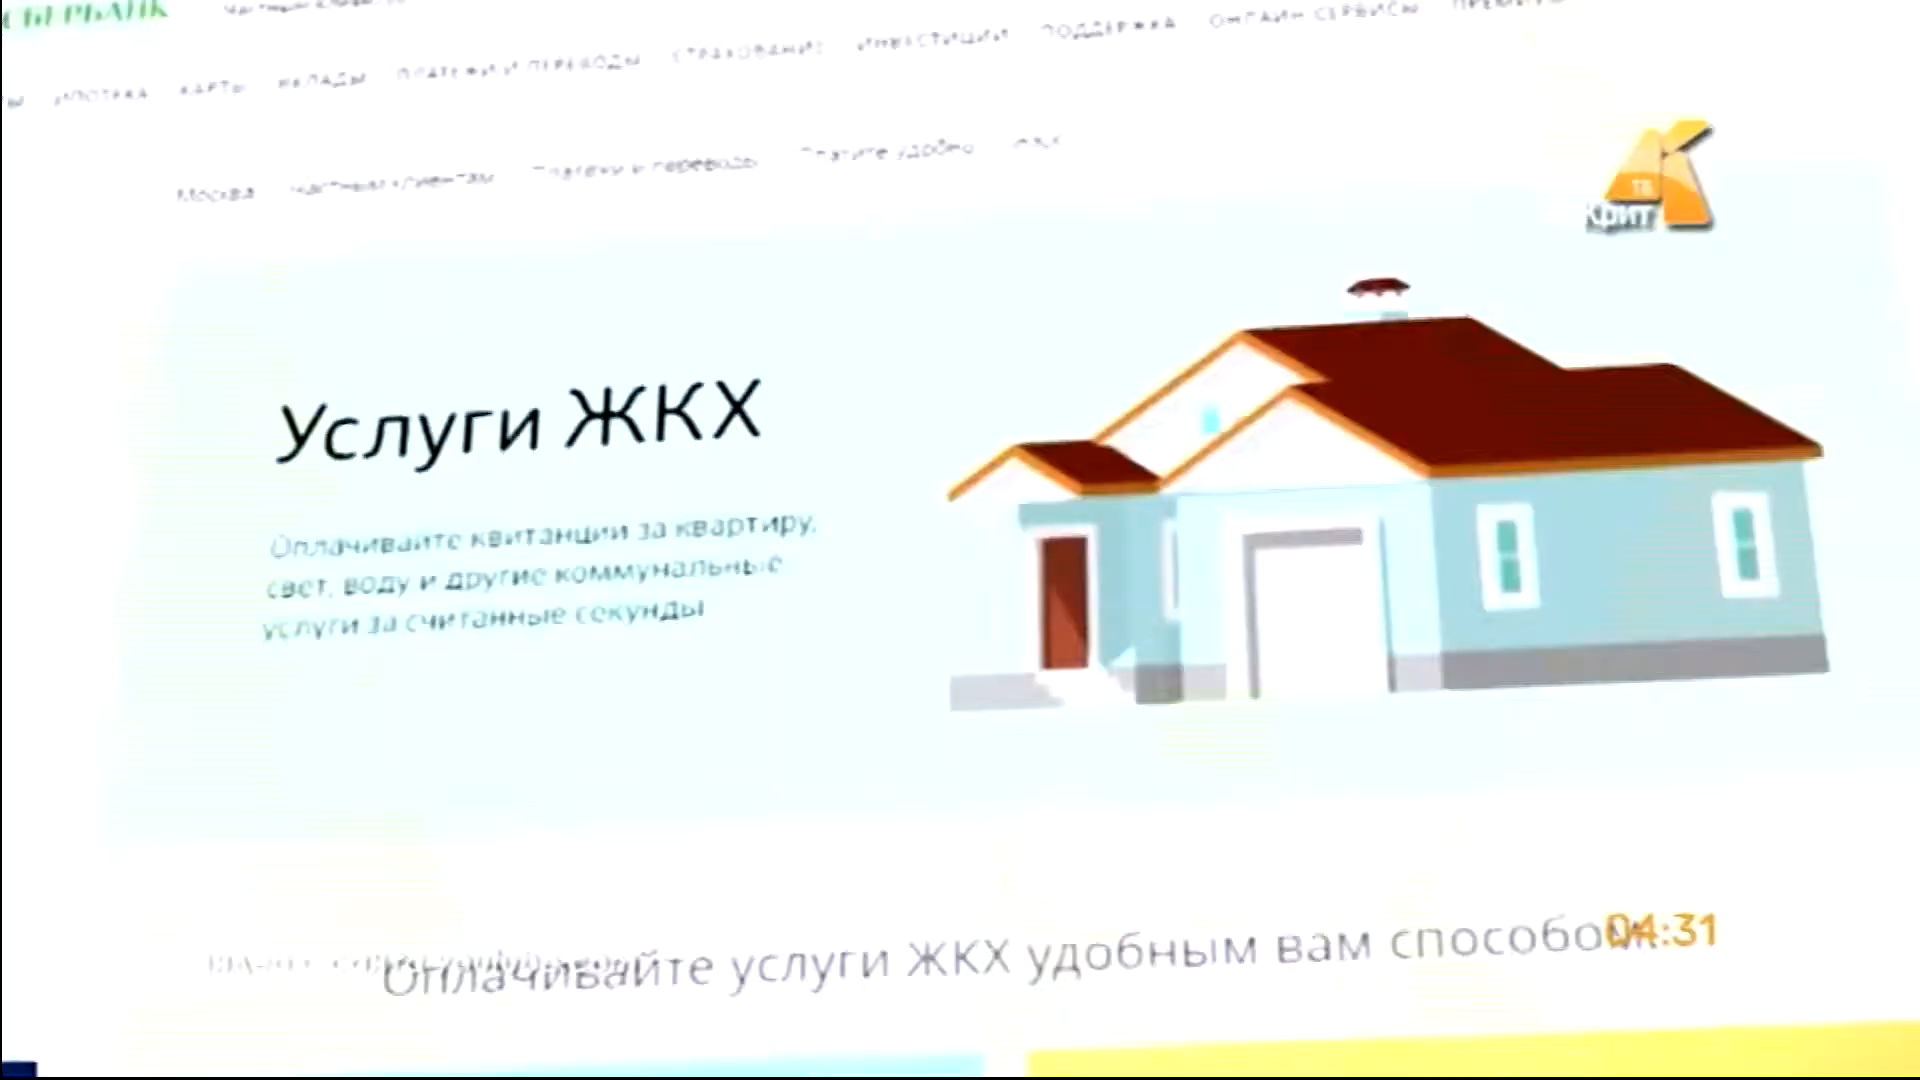 СБЕРБАНК
ИПОТЕКА КАРТЫ ВКЛАДЫ ПЛАТЕЖИ И ПЕРЕВОДЫ СТРАХОВАНИЕ ИНВЕСТИЦИИ ПОДДЕРЖКА ОНЛАЙН СЕРВИСЫ
Москва Частным клиентам Платежи и переводы Платите удобно
ТВ
Крит
Услуги ЖКХ
Оплачивайте квитанции за квартиру,
свет, воду и другие коммунальные
услуги за считанные секунды
Оплачивайте услуги ЖКХ удобным вам способом
04:31